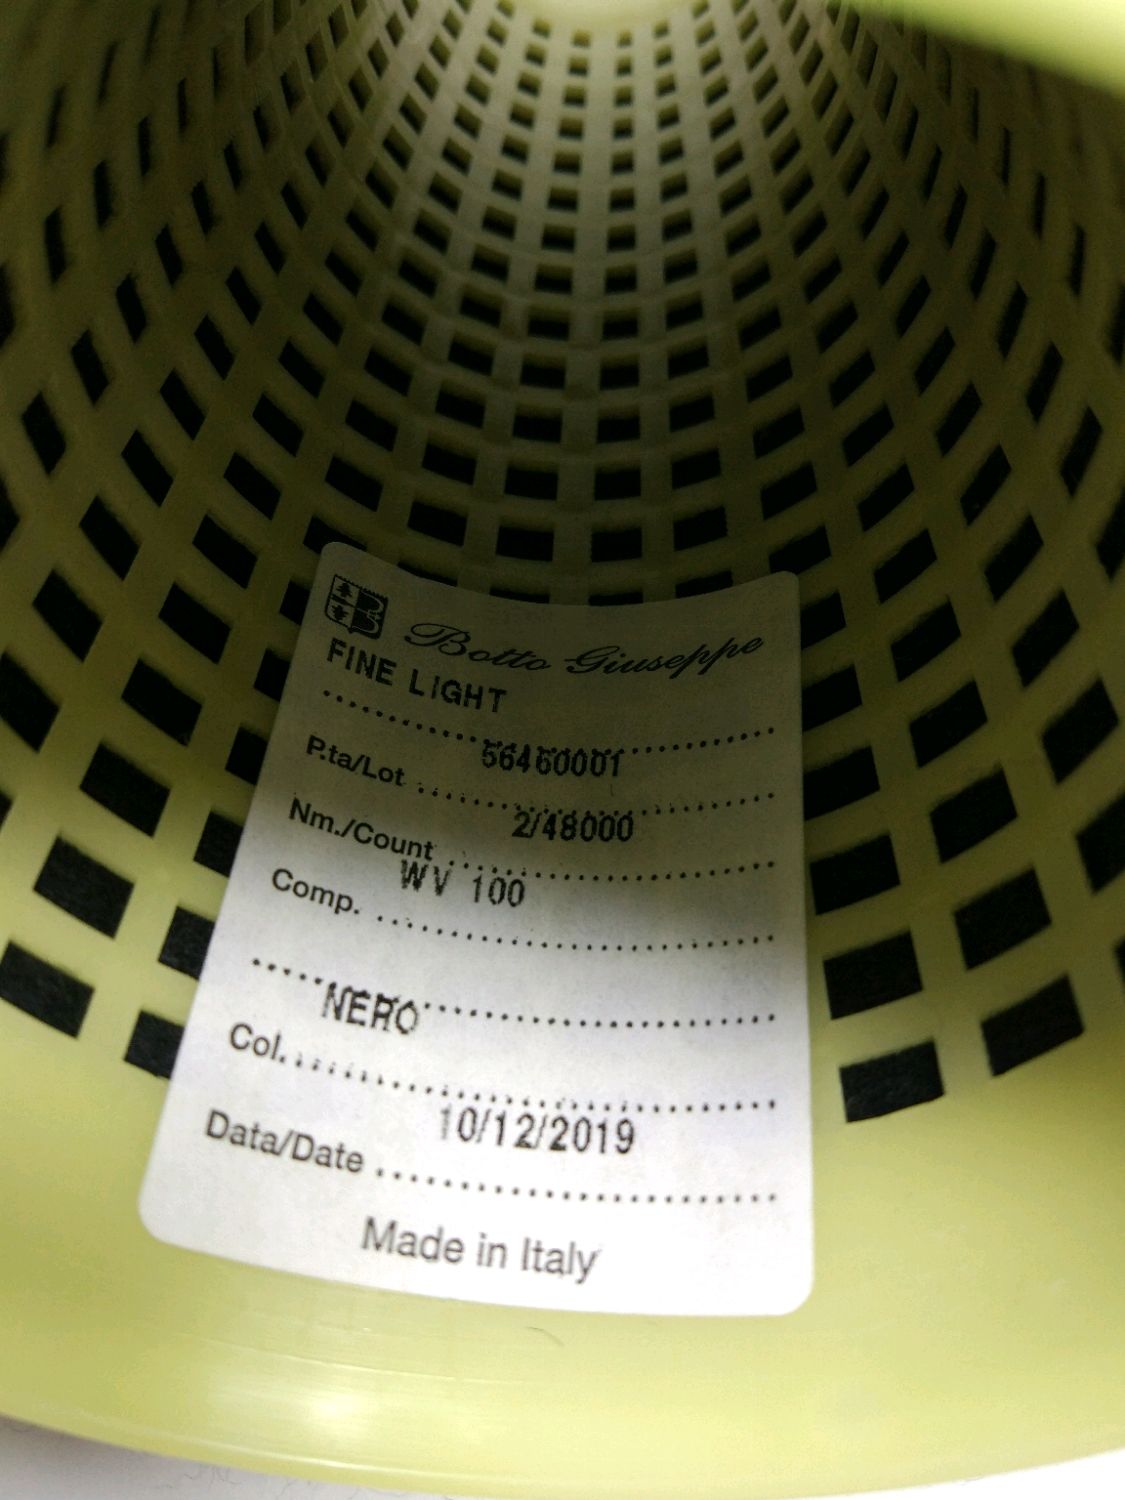 Botto Giuseppe
FINE LIGHT
P.ta/Lot 56460001
Nm./Count 2/48000
Comp. WV 100
Col. NERO
Data/Date 10/12/2019
Made in Italy